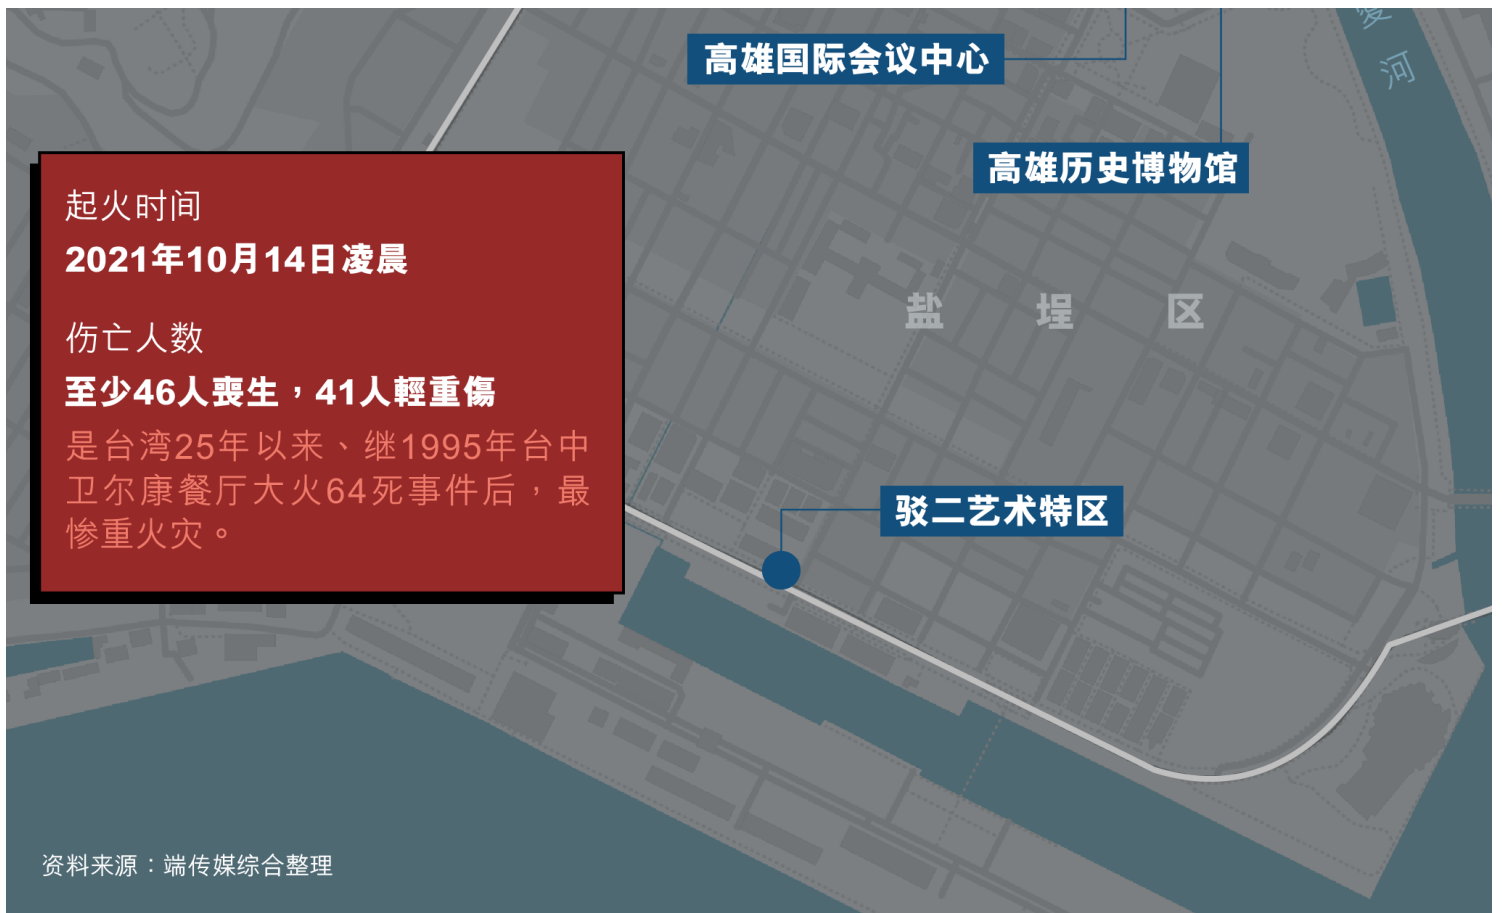 愛河
高雄国际会议中心
高雄历史博物馆
起火时间
2021年10月14日凌晨
伤亡人数
至少46人喪生，41人輕重傷
是台湾25年以来、继1995年台中
卫尔康餐厅大火64死事件后，最
惨重火灾。
盐埕区
驳二艺术特区
资料来源：端传媒综合整理